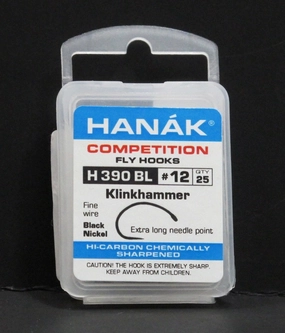 HANÁK®
COMPETITION
FLY HOOKS
H 390 BL #12 QTY 25
Klinkhammer
Fine
wire
Black
Nickel
Extra long needle point
HI-CARBON CHEMICALLY
SHARPENED
CAUTION! THE HOOK IS EXTREMELY SHARP.
KEEP AWAY FROM CHILDREN.